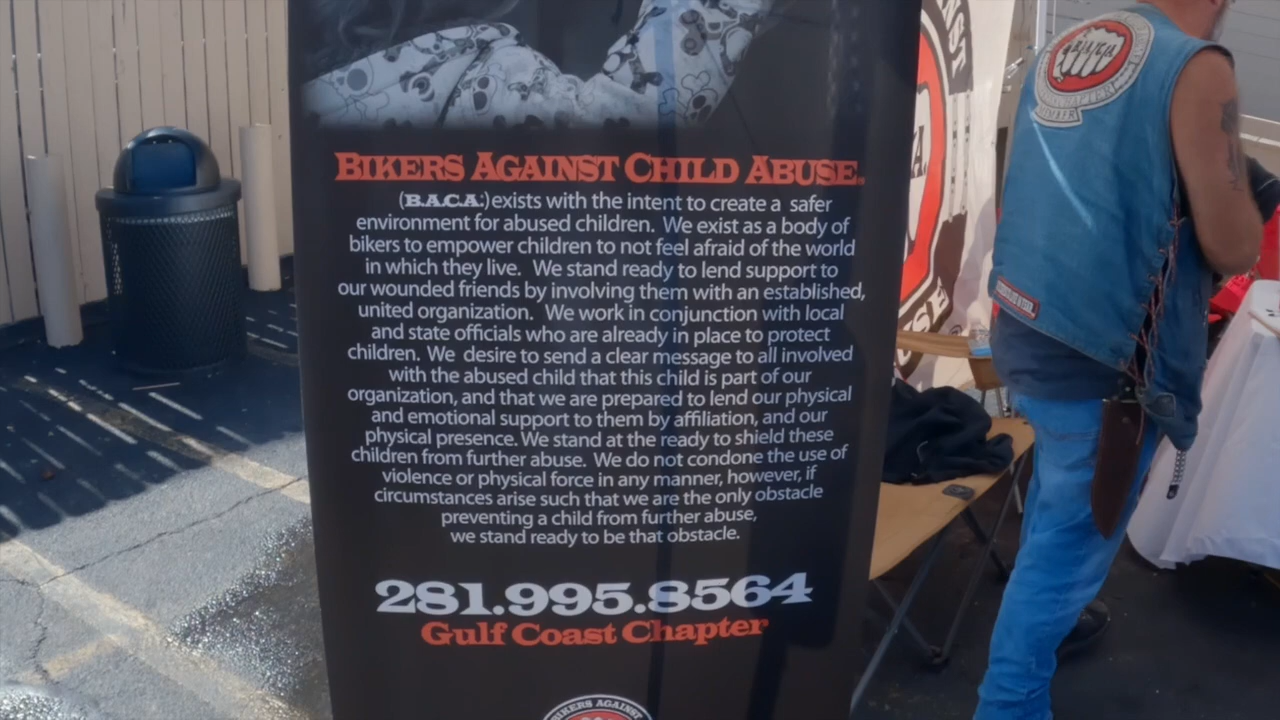 BIKERS AGAINST CHILD ABUSE.
(B.A.C.A.) exists with the intent to create a safer
environment for abused children. We exist as a body of
bikers to empower children to not feel afraid of the world
in which they live. We stand ready to lend support to
our wounded friends by involving them with an established,
united organization. We work in conjunction with local
and state officials who are already in place to protect
children. We desire to send a clear message to all involved
with the abused child that this child is part of our
organization, and that we are prepared to lend our physical
and emotional support to them by affiliation, and our
physical presence. We stand at the ready to shield these
children from further abuse. We do not condone the use of
violence or physical force in any manner, however, if
circumstances arise such that we are the only obstacle
preventing a child from further abuse,
we stand ready to be that obstacle.
281.995.8564
Gulf Coast Chapter
BIKERS AGAINST
B.A.C.A.